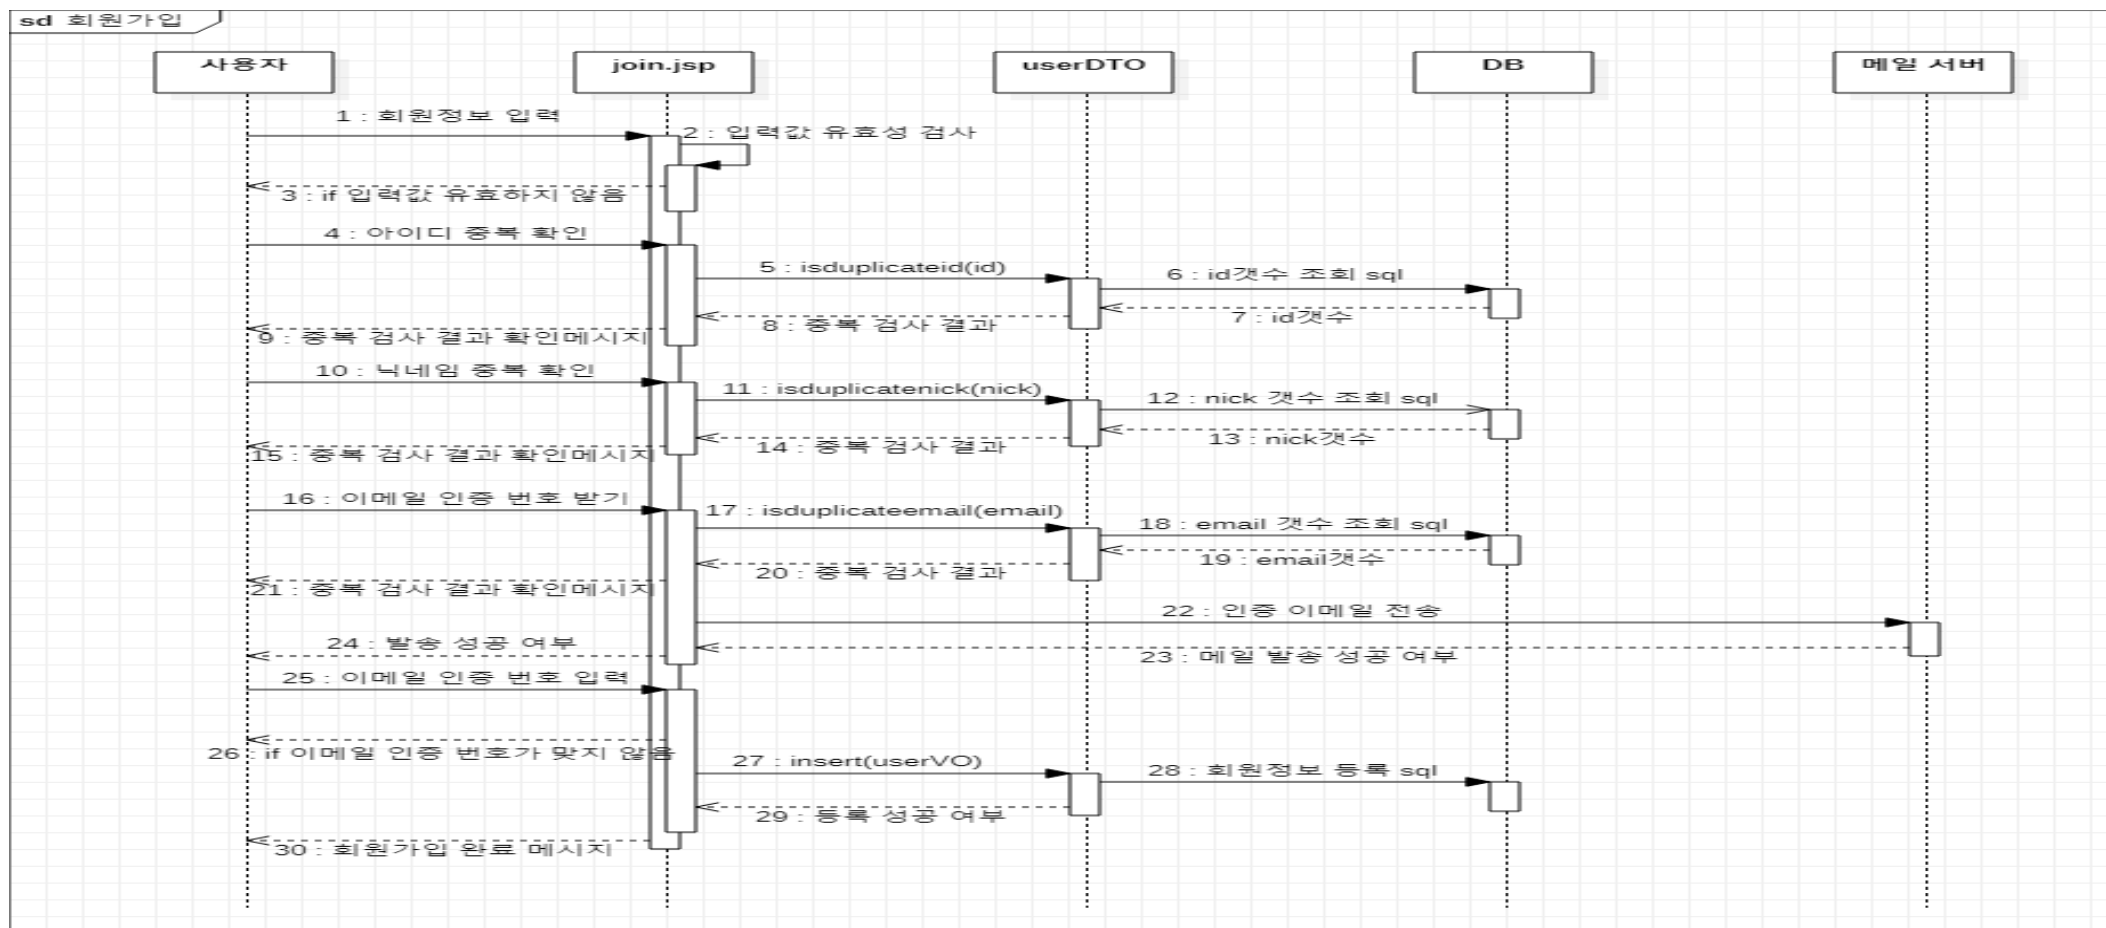 sd 회원가입
사용자
join.jsp
userDTO
DB
메일 서버
1 : 회원정보 입력
2 : 입력값 유효성 검사
3 : if 입력값 유효하지 않음
4 : 아이디 중복 확인
5 : isduplicateid(id)
6 : id갯수 조회 sql
7 : id갯수
8 : 중복 검사 결과
9 : 중복 검사 결과 확인메시지
10 : 닉네임 중복 확인
11 : isduplicatenick(nick)
12 : nick 갯수 조회 sql
13 : nick갯수
14 : 중복 검사 결과
15 : 중복 검사 결과 확인메시지
16 : 이메일 인증 번호 받기
17 : isduplicateemail(email)
18 : email 갯수 조회 sql
19 : email갯수
20 : 중복 검사 결과
21 : 중복 검사 결과 확인메시지
22 : 인증 이메일 전송
23 : 메일 발송 성공 여부
24 : 발송 성공 여부
25 : 이메일 인증 번호 입력
26 : if 이메일 인증 번호가 맞지 않음
27 : insert(userVO)
28 : 회원정보 등록 sql
29 : 등록 성공 여부
30 : 회원가입 완료 메시지